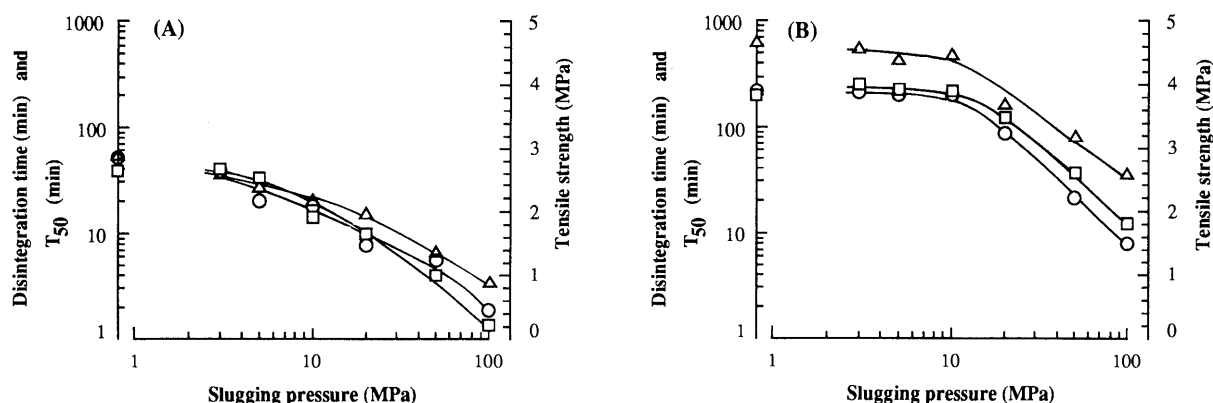 (A)
Disintegration time (min) and
T50 (min)
1000
100
10
1
5
4
3
2
1
0
Tensile strength (MPa)
1
10
100
Slugging pressure (MPa)
(B)
Disintegration time (min) and
T50 (min)
1000
100
10
1
5
4
3
2
1
0
Tensile strength (MPa)
1
10
100
Slugging pressure (MPa)